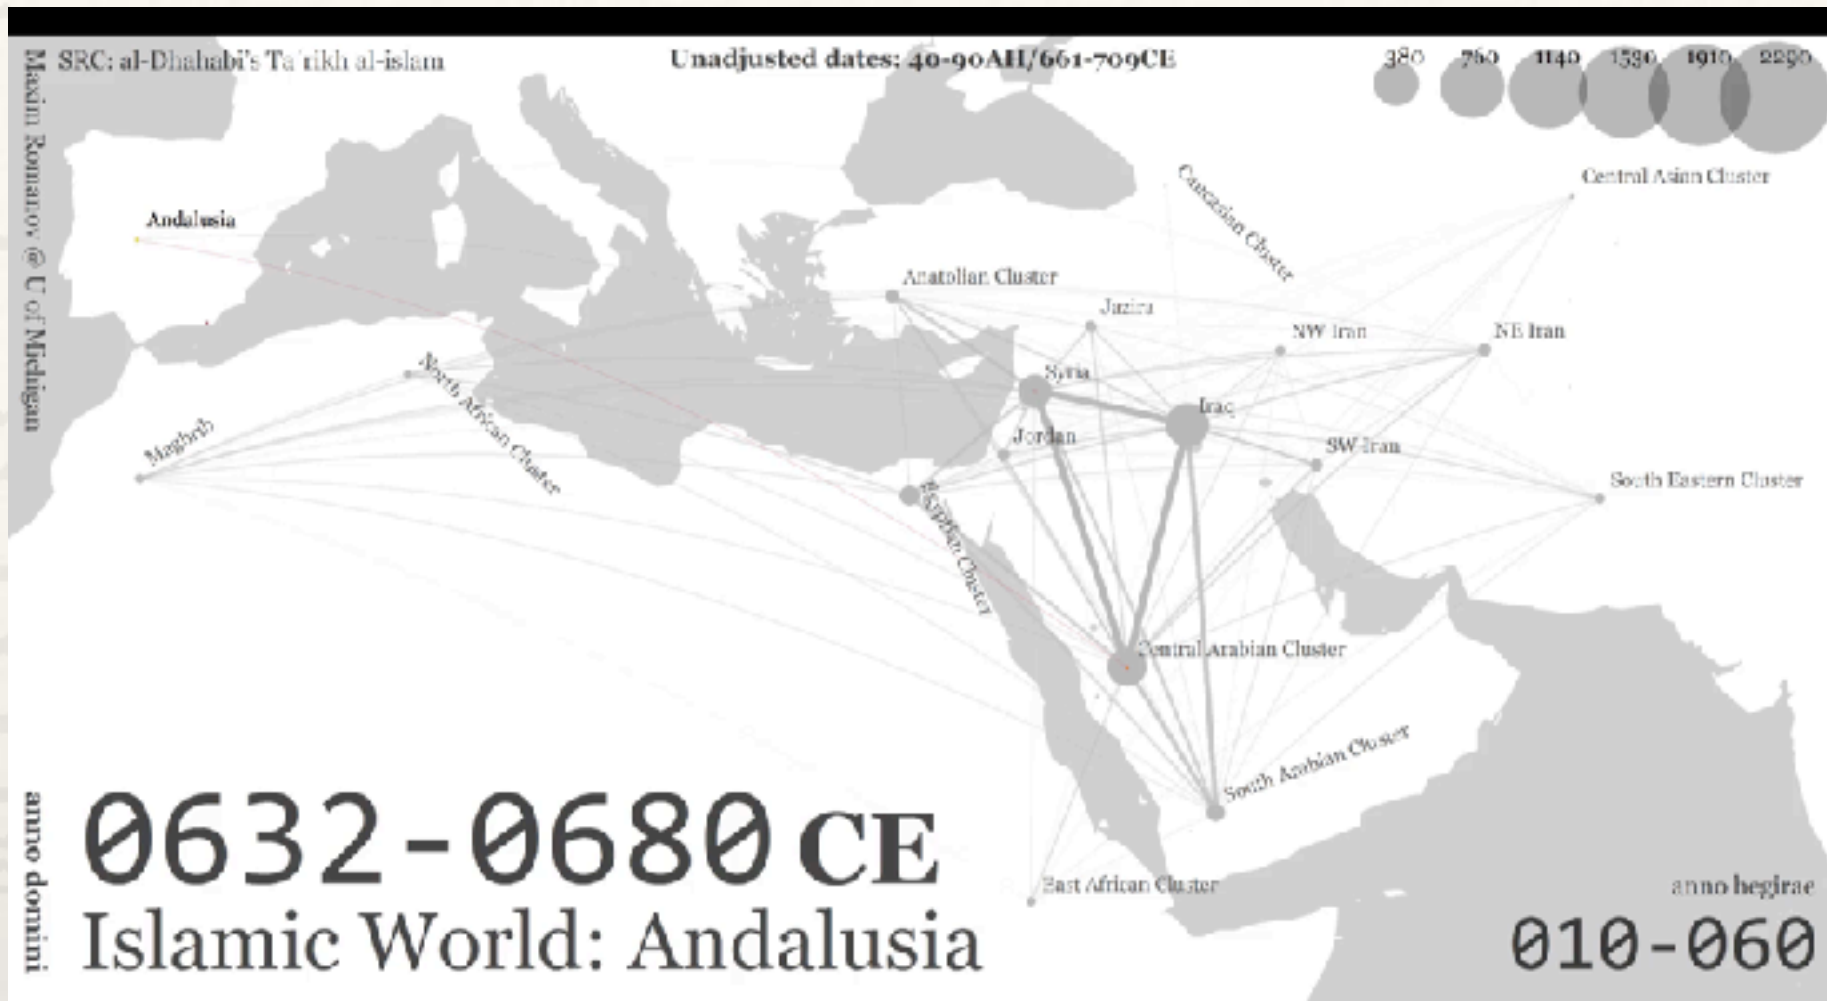 SRC: al-Dhahabi's Ta'rikh al-islam
Unadjusted dates: 40-90AH/661-709CE
380 760 1140 1530 1910 2290
Maxim Romanov @ U of Michigan
Central Asian Cluster
Caucasian Cluster
Andalusia
Anatolian Cluster
Jazira
NW Iran
NE Iran
North African Cluster
Syria
Iraq
Maghrib
Jordan
SW Iran
South Eastern Cluster
Egyptian Cluster
Central Arabian Cluster
South Arabian Cluster
East African Cluster
anno domini
0632-0680 CE
Islamic World: Andalusia
anno hegirae
010-060